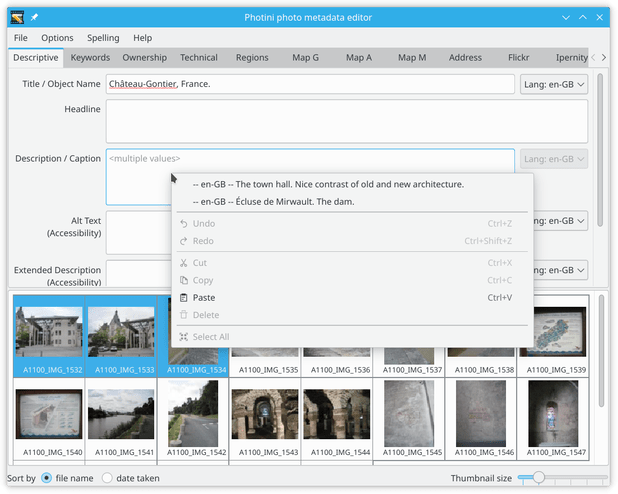 Photini photo metadata editor
File Options Spelling Help
Descriptive Keywords Ownership Technical Regions Map G Map A Map M Address Flickr Ipernity
Title / Object Name Château-Gontier, France. Lang: en-GB
Headline
Description / Caption <multiple values> Lang: en-GB
-- en-GB -- The town hall. Nice contrast of old and new architecture.
-- en-GB -- Écluse de Mirwault. The dam.
Alt Text ng: en-GB
(Accessibility)
Undo Ctrl+Z
Redo Ctrl+Shift+Z
Cut Ctrl+X
Extended Description ng: en-GB
(Accessibility)
Copy Ctrl+C
Paste Ctrl+V
Delete
Select All
A1100_IMG_1532 A1100_IMG_1533 A1100_IMG_1534 A1100_IMG_1535 A1100_IMG_1536 A1100_IMG_1537 A1100_IMG_1538 A1100_IMG_1539
A1100_IMG_1540 A1100_IMG_1541 A1100_IMG_1542 A1100_IMG_1543 A1100_IMG_1544 A1100_IMG_1545 A1100_IMG_1546 A1100_IMG_1547
Sort by file name date taken Thumbnail size